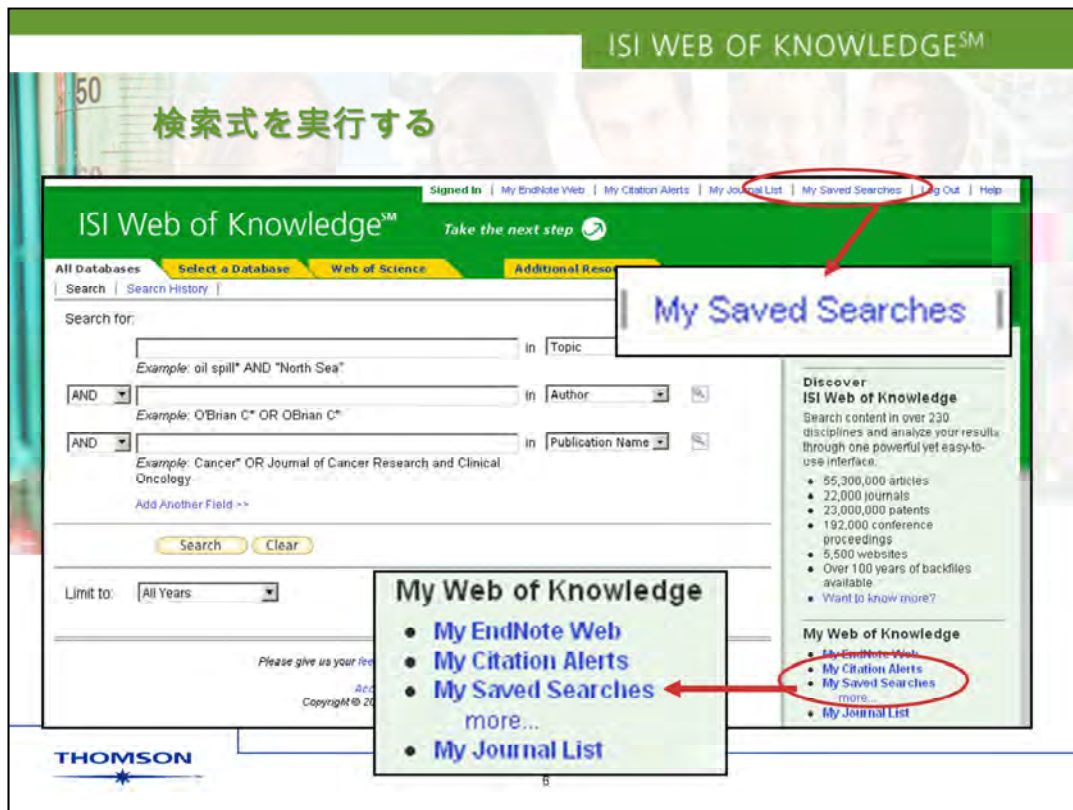 ISI WEB OF KNOWLEDGE℠
50
検索式を実行する
Signed In | My EndNote Web | My Citation Alerts | My Journal List | My Saved Searches | Log Out | Help
ISI Web of Knowledge℠
Take the next step
All Databases
Select a Database
Web of Science
Additional
Search | Search History |
| My Saved Searches |
Search for:
in Topic
Example: oil spill* AND "North Sea"
AND
in Author
Example: O'Brian C* OR OBrian C*
AND
in Publication Name
Example: Cancer* OR Journal of Cancer Research and Clinical
Oncology
Add Another Field >>
Search
Clear
Limit to:
All Years
Discover
ISI Web of Knowledge
Search content in over 230
disciplines and analyze your results
through one powerful yet easy-to-
use interface.
• 55,300,000 articles
• 22,000 journals
• 23,000,000 patents
• 192,000 conference
proceedings
• 5,500 websites
• Over 100 years of backfiles
available
• Want to know more?
My Web of Knowledge
• My EndNote Web
• My Citation Alerts
• My Saved Searches
more...
• My Journal List
My Web of Knowledge
• My EndNote Web
• My Citation Alerts
• My Saved Searches
more...
• My Journal List
Please give us your
Copyright © 20
THOMSON
6